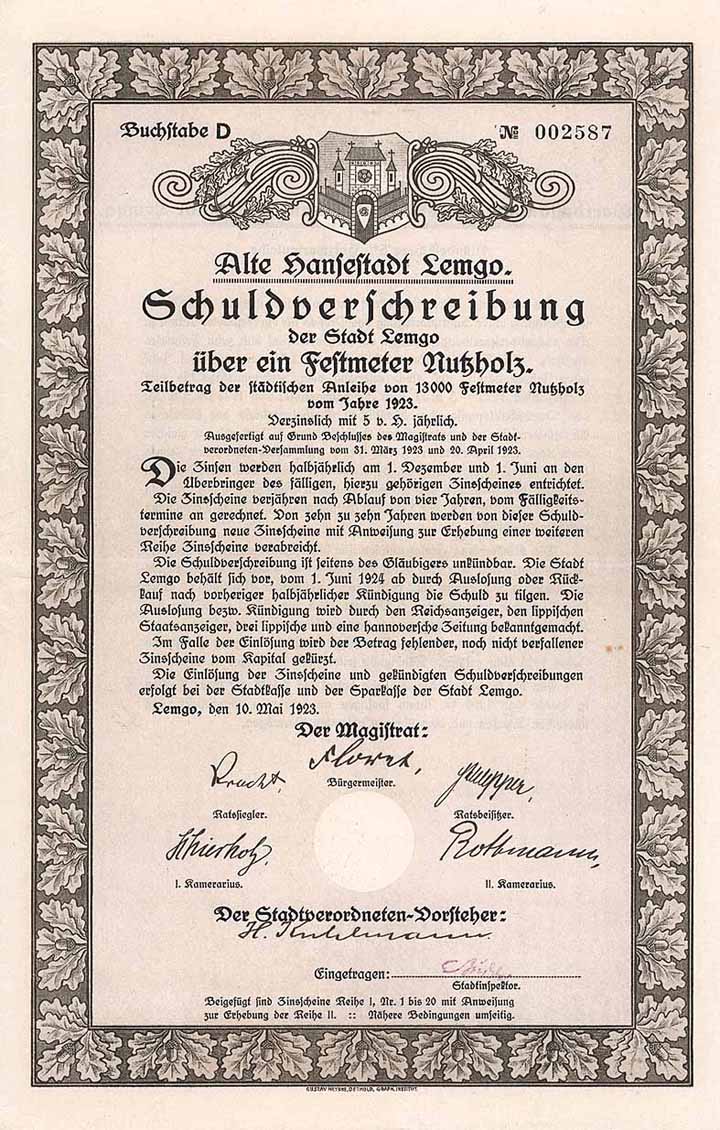 Buchstabe D № 002587
Alte Hansestadt Lemgo.
Schuldverschreibung
der Stadt Lemgo
über ein Festmeter Nutzholz.
Teilbetrag der städtischen Anleihe von 13000 Festmeter Nutzholz
vom Jahre 1923.
Verzinslich mit 5 v. H. jährlich.
Ausgefertigt auf Grund Beschlusses des Magistrats und der Stadt-
verordneten-Versammlung vom 31. März 1923 und 20. April 1923.
Die Zinsen werden halbjährlich am 1. Dezember und 1. Juni an den
Überbringer des fälligen, hierzu gehörigen Zinsscheines entrichtet.
Die Zinsscheine verjähren nach Ablauf von vier Jahren, vom Fälligkeits-
termine an gerechnet. Von zehn zu zehn Jahren werden von dieser Schuld-
verschreibung neue Zinsscheine mit Anweisung zur Erhebung einer weiteren
Reihe Zinsscheine verabreicht.
Die Schuldverschreibung ist seitens des Gläubigers unkündbar. Die Stadt
Lemgo behält sich vor, vom 1. Juni 1924 ab durch Auslosung oder Rück-
kauf nach vorheriger halbjährlicher Kündigung die Schuld zu tilgen. Die
Auslosung bezw. Kündigung wird durch den Reichsanzeiger, den lippischen
Staatsanzeiger, drei lippische und eine hannoversche Zeitung bekanntgemacht.
Im Falle der Einlösung wird der Betrag fehlender, noch nicht verfallener
Zinsscheine vom Kapital gekürzt.
Die Einlösung der Zinsscheine und gekündigten Schuldverschreibungen
erfolgt bei der Stadtkasse und der Sparkasse der Stadt Lemgo.
Lemgo, den 10. Mai 1923.
Der Magistrat:
Floret,
Bürgermeister.
Kracht,
Ratssiegler.
Ratsbeisitzer.
Rothmann,
I. Kamerarius.
II. Kamerarius.
Der Stadtverordneten-Vorsteher:
H. Kuhlmann
Eingetragen:
Stadtinspektor.
Beigefügt sind Zinsscheine Reihe I, Nr. 1 bis 20 mit Anweisung
zur Erhebung der Reihe II. :: Nähere Bedingungen umseitig.